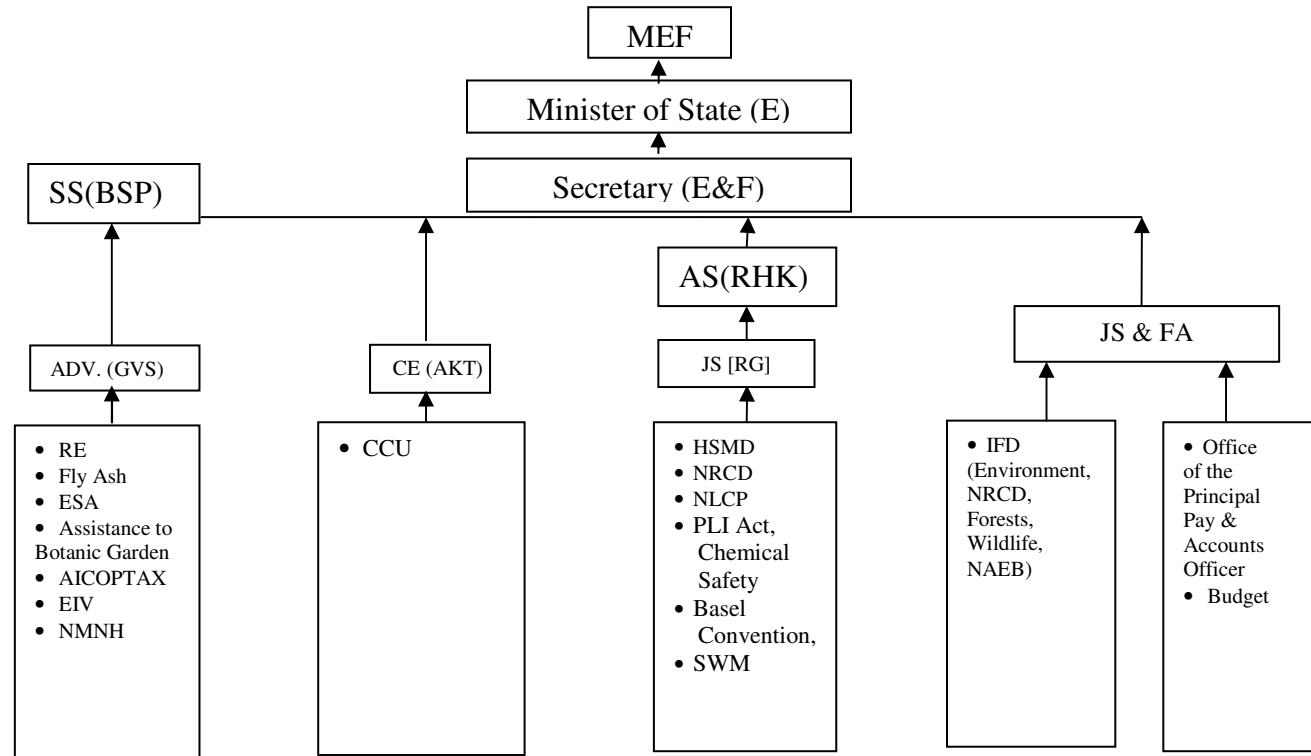 MEF
Minister of State (E)
Secretary (E&F)
SS(BSP)
AS(RHK)
JS & FA
ADV. (GVS)
CE (AKT)
JS [RG]
• RE
• Fly Ash
• ESA
• Assistance to
Botanic Garden
• AICOPTAX
• EIV
• NMNH
• CCU
• HSMD
• NRCD
• NLCP
• PLI Act,
Chemical
Safety
• Basel
Convention,
• SWM
• IFD
(Environment,
NRCD,
Forests,
Wildlife,
NAEB)
• Office
of the
Principal
Pay &
Accounts
Officer
• Budget